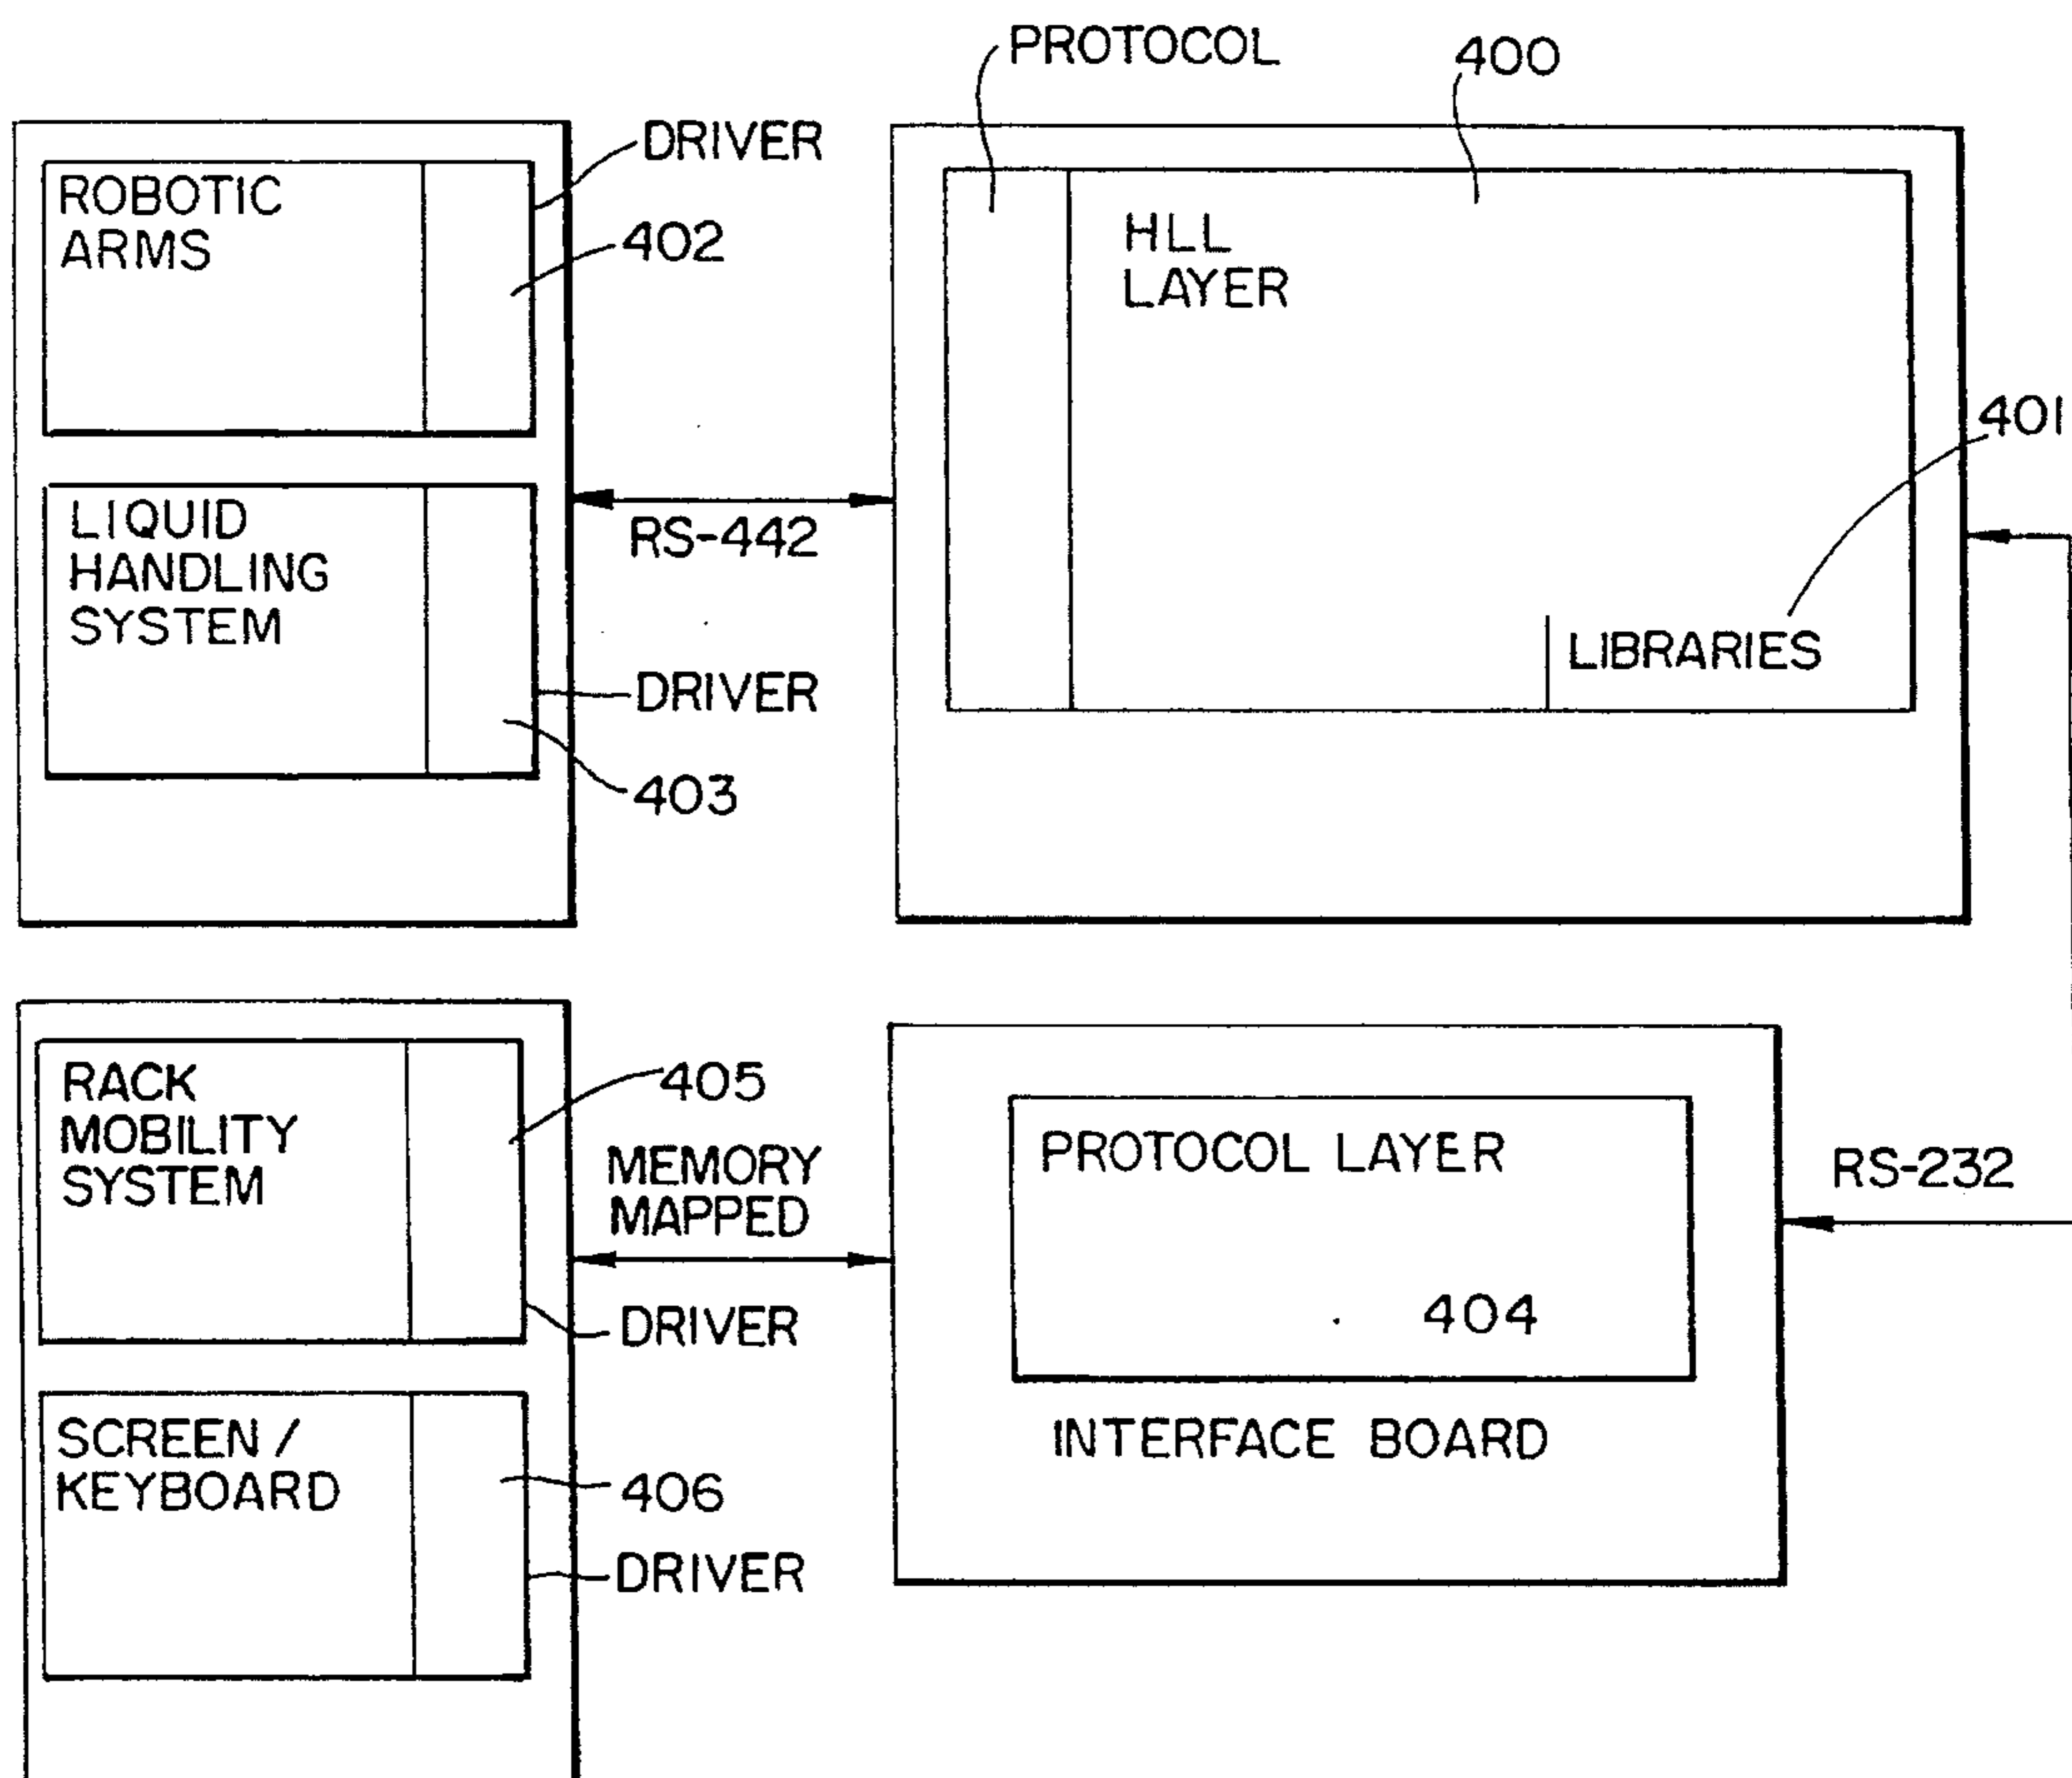 PROTOCOL
400
DRIVER
ROBOTIC
ARMS
402
HLL
LAYER
401
LIQUID
HANDLING
SYSTEM
RS-442
LIBRARIES
DRIVER
403
RACK
MOBILITY
SYSTEM
405
MEMORY
MAPPED
DRIVER
PROTOCOL LAYER
404
RS-232
INTERFACE BOARD
SCREEN /
KEYBOARD
406
DRIVER